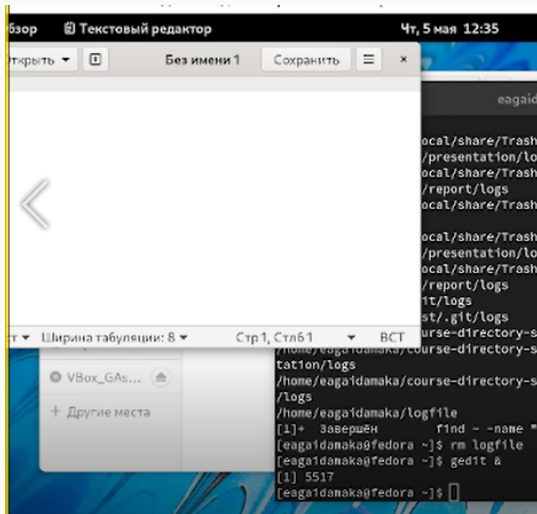 бзор Текстовый редактор Чт, 5 мая 12:35
Открыть Без имени 1 Сохранить
eagaid
ocal/share/Trash
/presentation/lo
ocal/share/Trash
/report/logs
ocal/share/Trash
ocal/share/Trash
/presentation/lo
ocal/share/Trash
/report/logs
it/logs
st/.git/logs
urse-directory-s
ст Ширина табуляции: 8 Стр 1, Стлб 1 ВСТ
/home/eagaidamaka/course-directory-s
tation/logs
VBox_GAs...
/home/eagaidamaka/course-directory-s
/logs
Другие места
/home/eagaidamaka/logfile
[1]+ Завершён find ~ -name "
[eagaidamaka@fedora ~]$ rm logfile
[eagaidamaka@fedora ~]$ gedit &
[1] 5517
[eagaidamaka@fedora ~]$